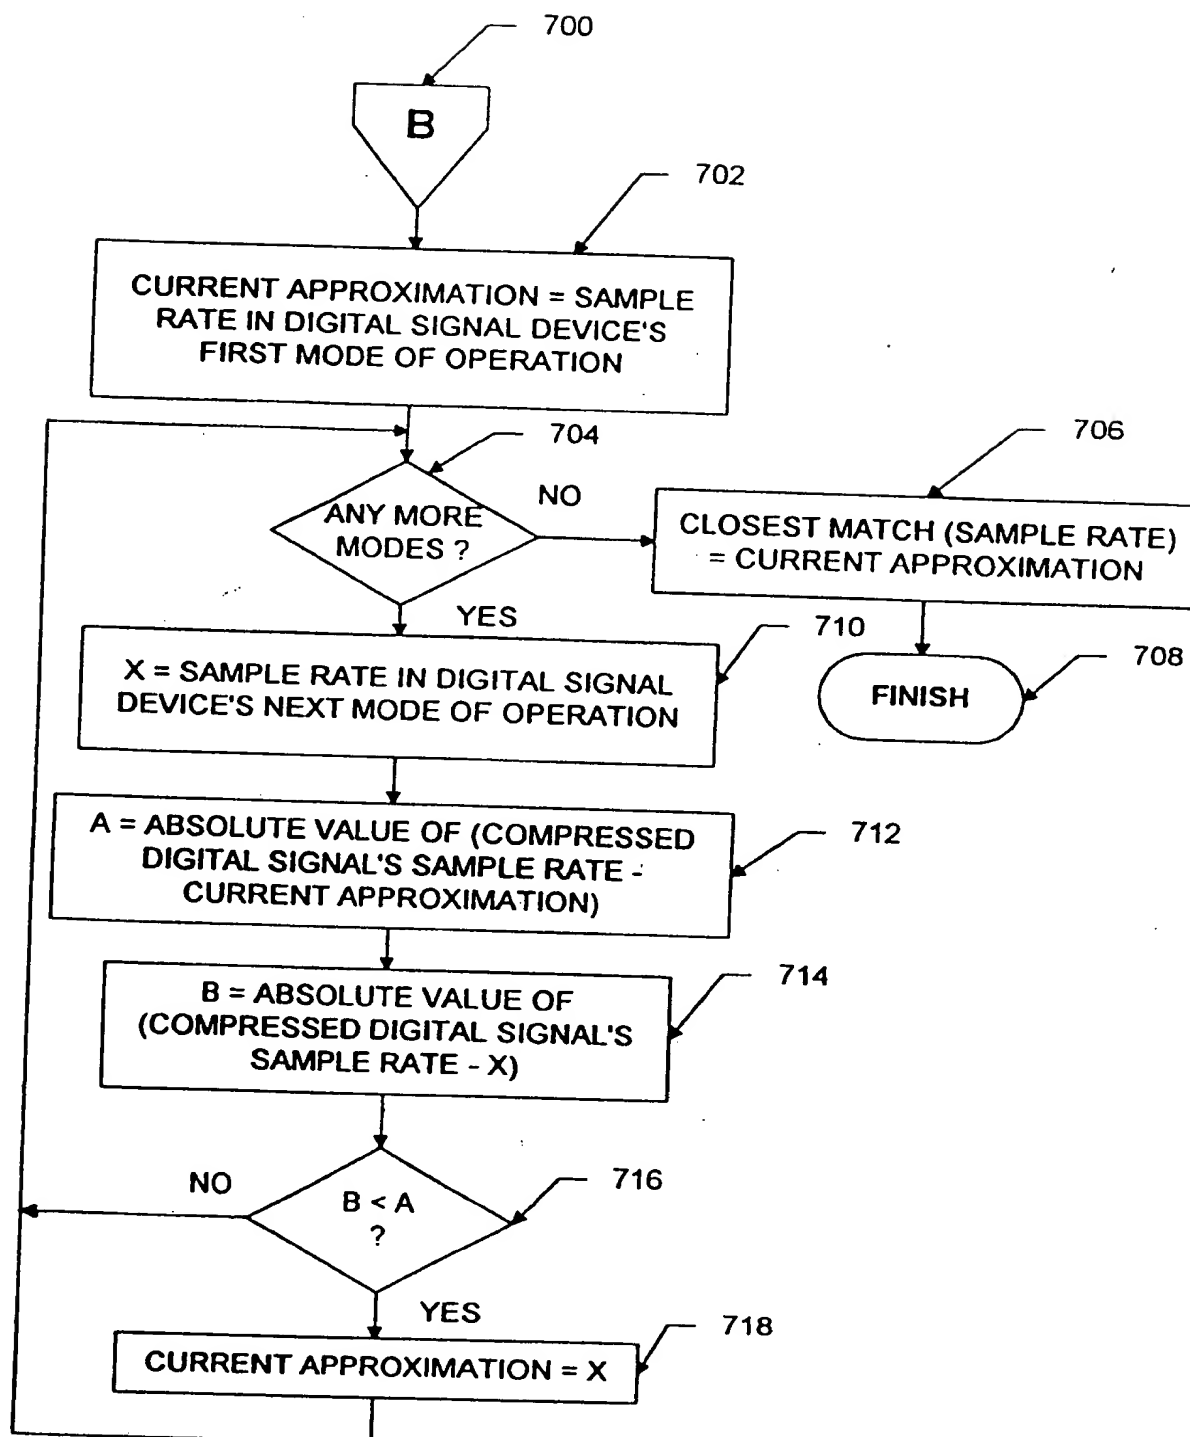 700
B
702
CURRENT APPROXIMATION = SAMPLE
RATE IN DIGITAL SIGNAL DEVICE'S
FIRST MODE OF OPERATION
704
ANY MORE
MODES ?
NO
706
CLOSEST MATCH (SAMPLE RATE)
= CURRENT APPROXIMATION
YES
708
FINISH
710
X = SAMPLE RATE IN DIGITAL SIGNAL
DEVICE'S NEXT MODE OF OPERATION
712
A = ABSOLUTE VALUE OF (COMPRESSED
DIGITAL SIGNAL'S SAMPLE RATE -
CURRENT APPROXIMATION)
714
B = ABSOLUTE VALUE OF
(COMPRESSED DIGITAL SIGNAL'S
SAMPLE RATE - X)
716
NO
B < A
?
YES
718
CURRENT APPROXIMATION = X